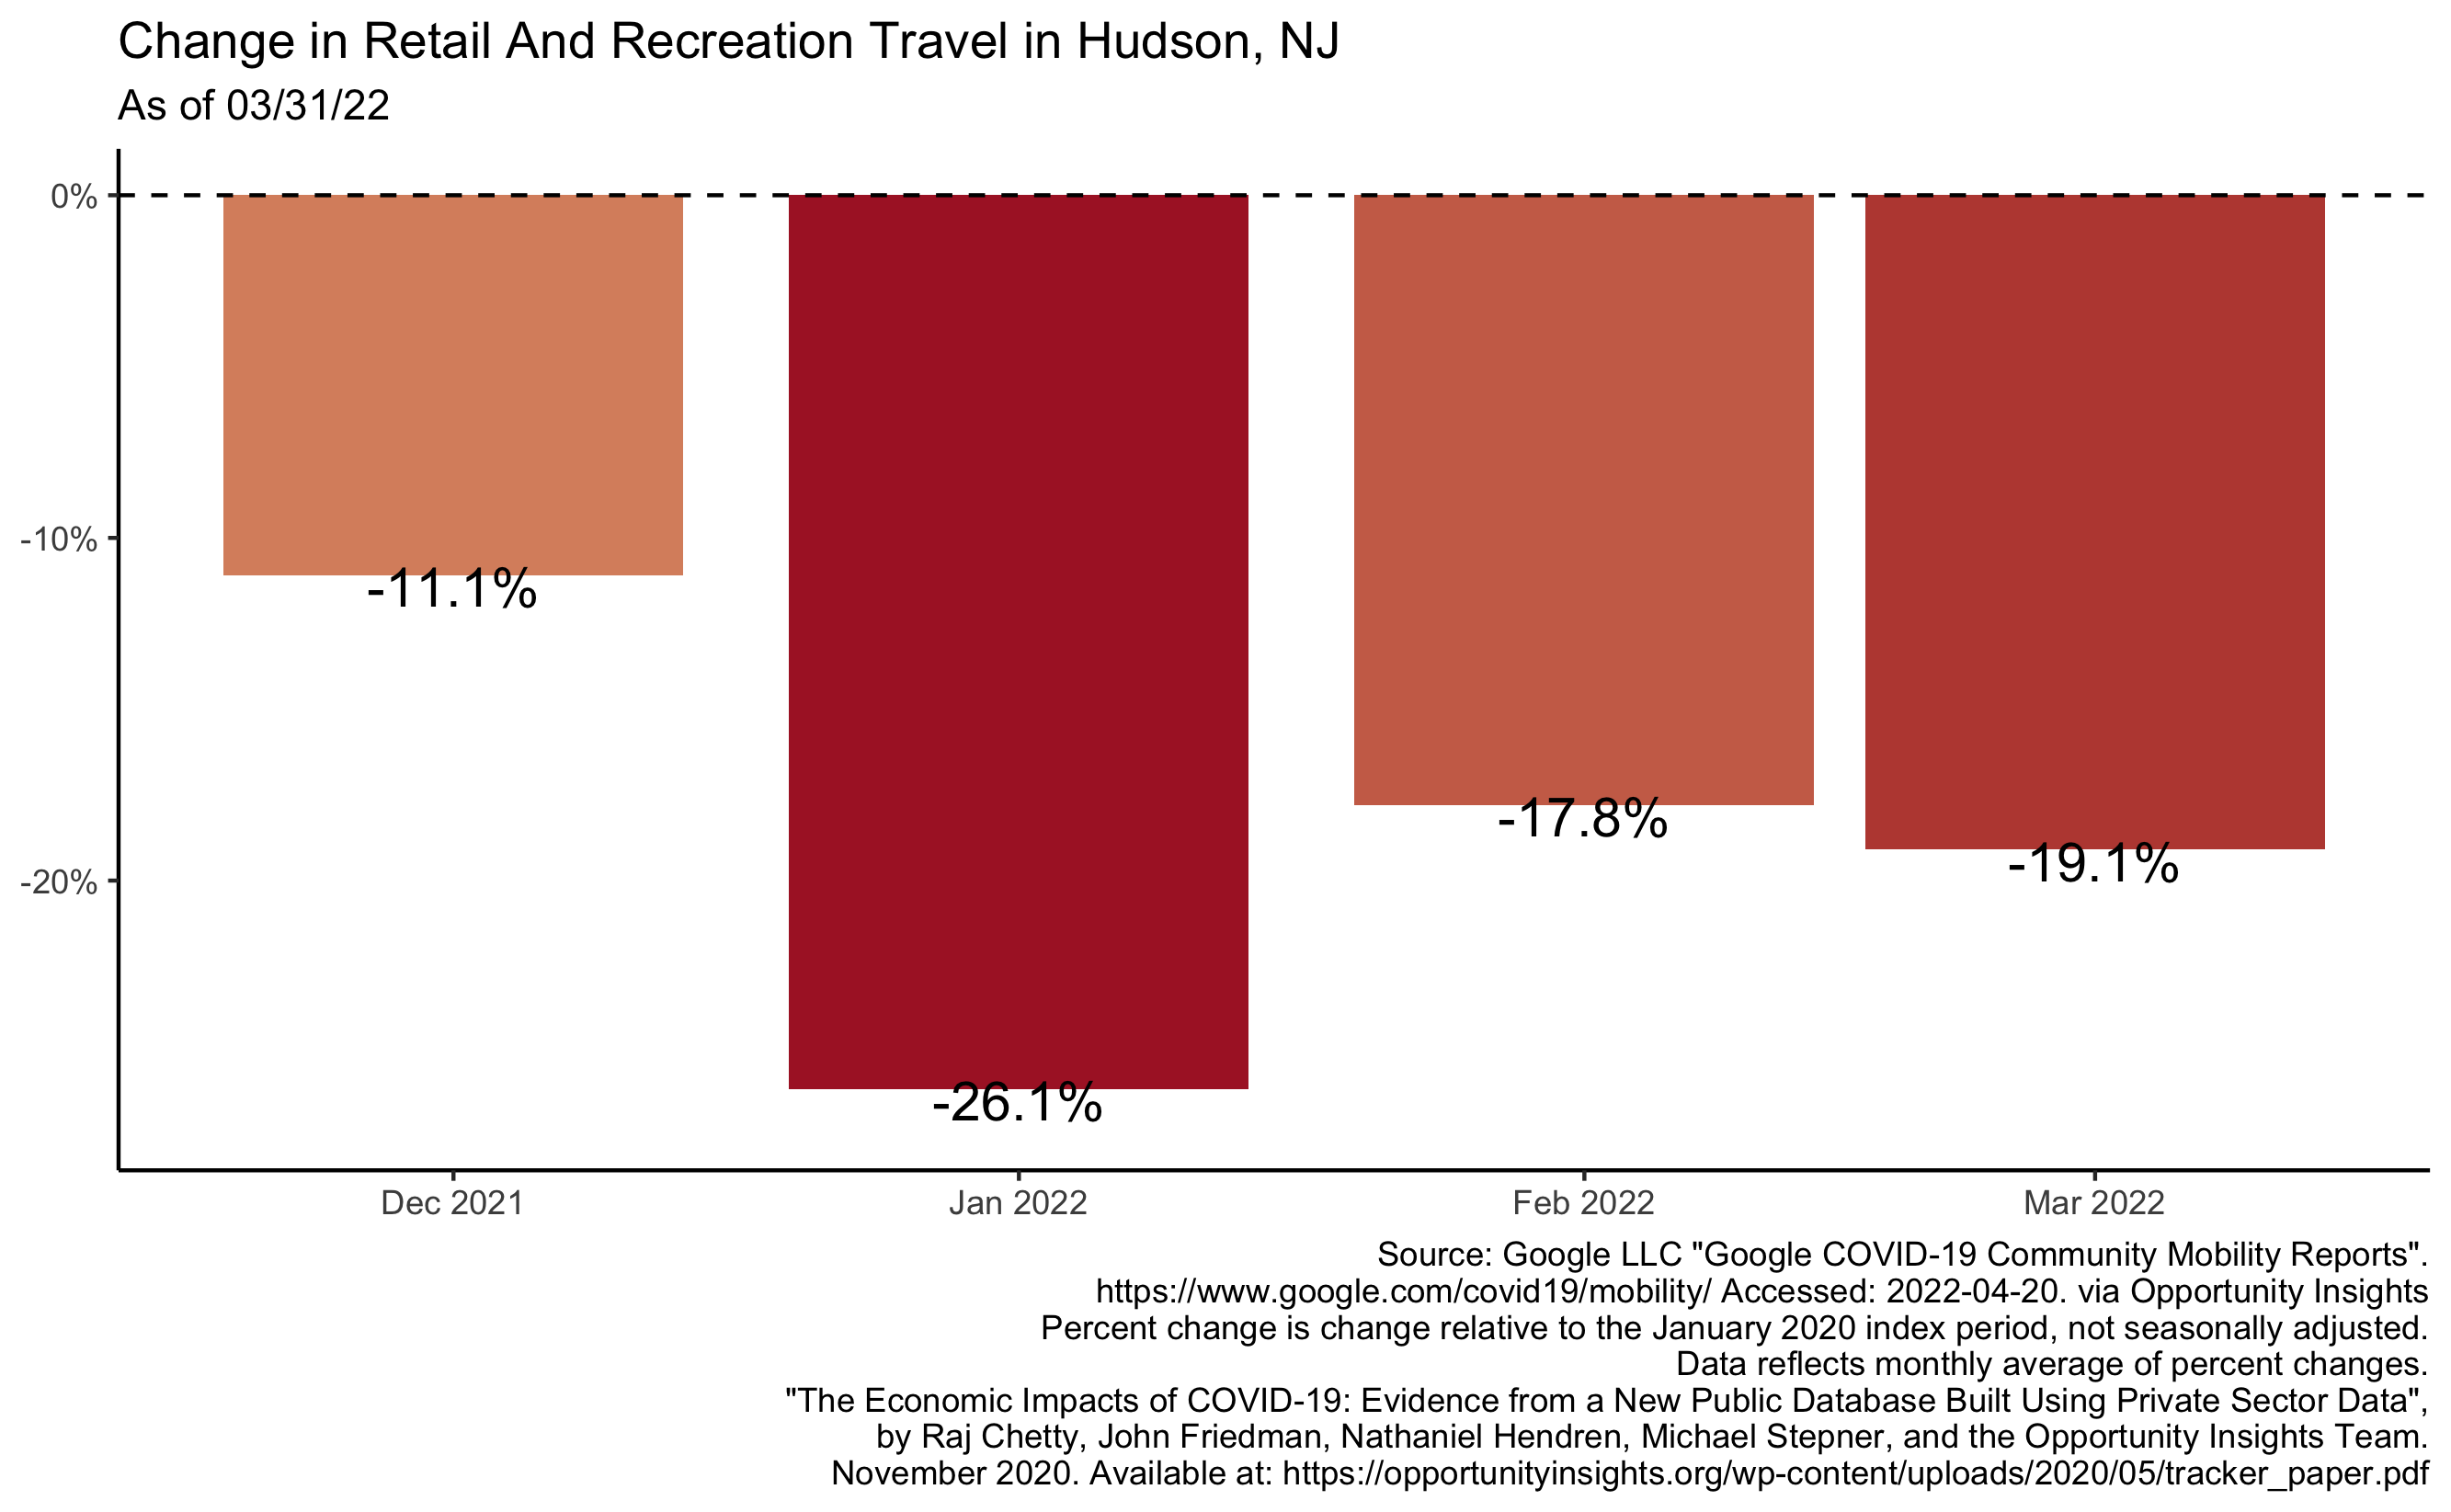 Change in Retail And Recreation Travel in Hudson, NJ
As of 03/31/22
0%
-10%
-20%
-11.1%
-26.1%
-17.8%
-19.1%
Dec 2021
Jan 2022
Feb 2022
Mar 2022
Source: Google LLC "Google COVID-19 Community Mobility Reports".
https://www.google.com/covid19/mobility/ Accessed: 2022-04-20. via Opportunity Insights
Percent change is change relative to the January 2020 index period, not seasonally adjusted.
Data reflects monthly average of percent changes.
"The Economic Impacts of COVID-19: Evidence from a New Public Database Built Using Private Sector Data",
by Raj Chetty, John Friedman, Nathaniel Hendren, Michael Stepner, and the Opportunity Insights Team.
November 2020. Available at: https://opportunityinsights.org/wp-content/uploads/2020/05/tracker_paper.pdf